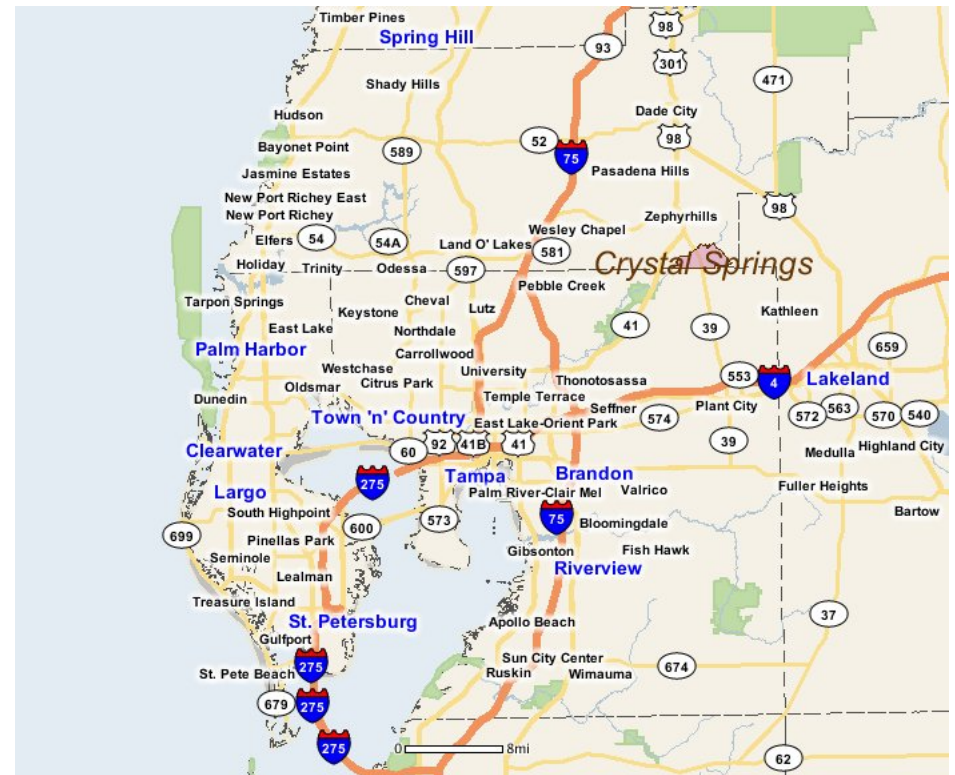 Timber Pines
98
Spring Hill
93
301
471
Shady Hills
Dade City
Hudson
52
98
Bayonet Point
589
75
Jasmine Estates
Pasadena Hills
New Port Richey East
98
New Port Richey
Zephyrhills
Elfers
54
54A
Land O' Lakes
Wesley Chapel
581
Holiday
Trinity
Odessa
597
Crystal Springs
Pebble Creek
Tarpon Springs
Cheval
Keystone
Lutz
Kathleen
East Lake
Northdale
41
39
Palm Harbor
Carrollwood
659
Westchase
University
553
4
Lakeland
Oldsmar
Citrus Park
Thonotosassa
Dunedin
Temple Terrace
Seffner
Plant City
572
563
570
540
Town 'n' Country
East Lake-Orient Park
574
Clearwater
60
92
41B
41
39
Highland City
Medulla
275
Tampa
Brandon
Largo
Palm River-Clair Mel
Valrico
Fuller Heights
South Highpoint
600
573
75
Bloomingdale
Bartow
699
Pinellas Park
Seminole
Gibsonton
Fish Hawk
Lealman
Riverview
Treasure Island
37
St. Petersburg
Apollo Beach
Gulfport
Sun City Center
St. Pete Beach
275
Ruskin
Wimauma
674
679
275
275
0
8mi
62